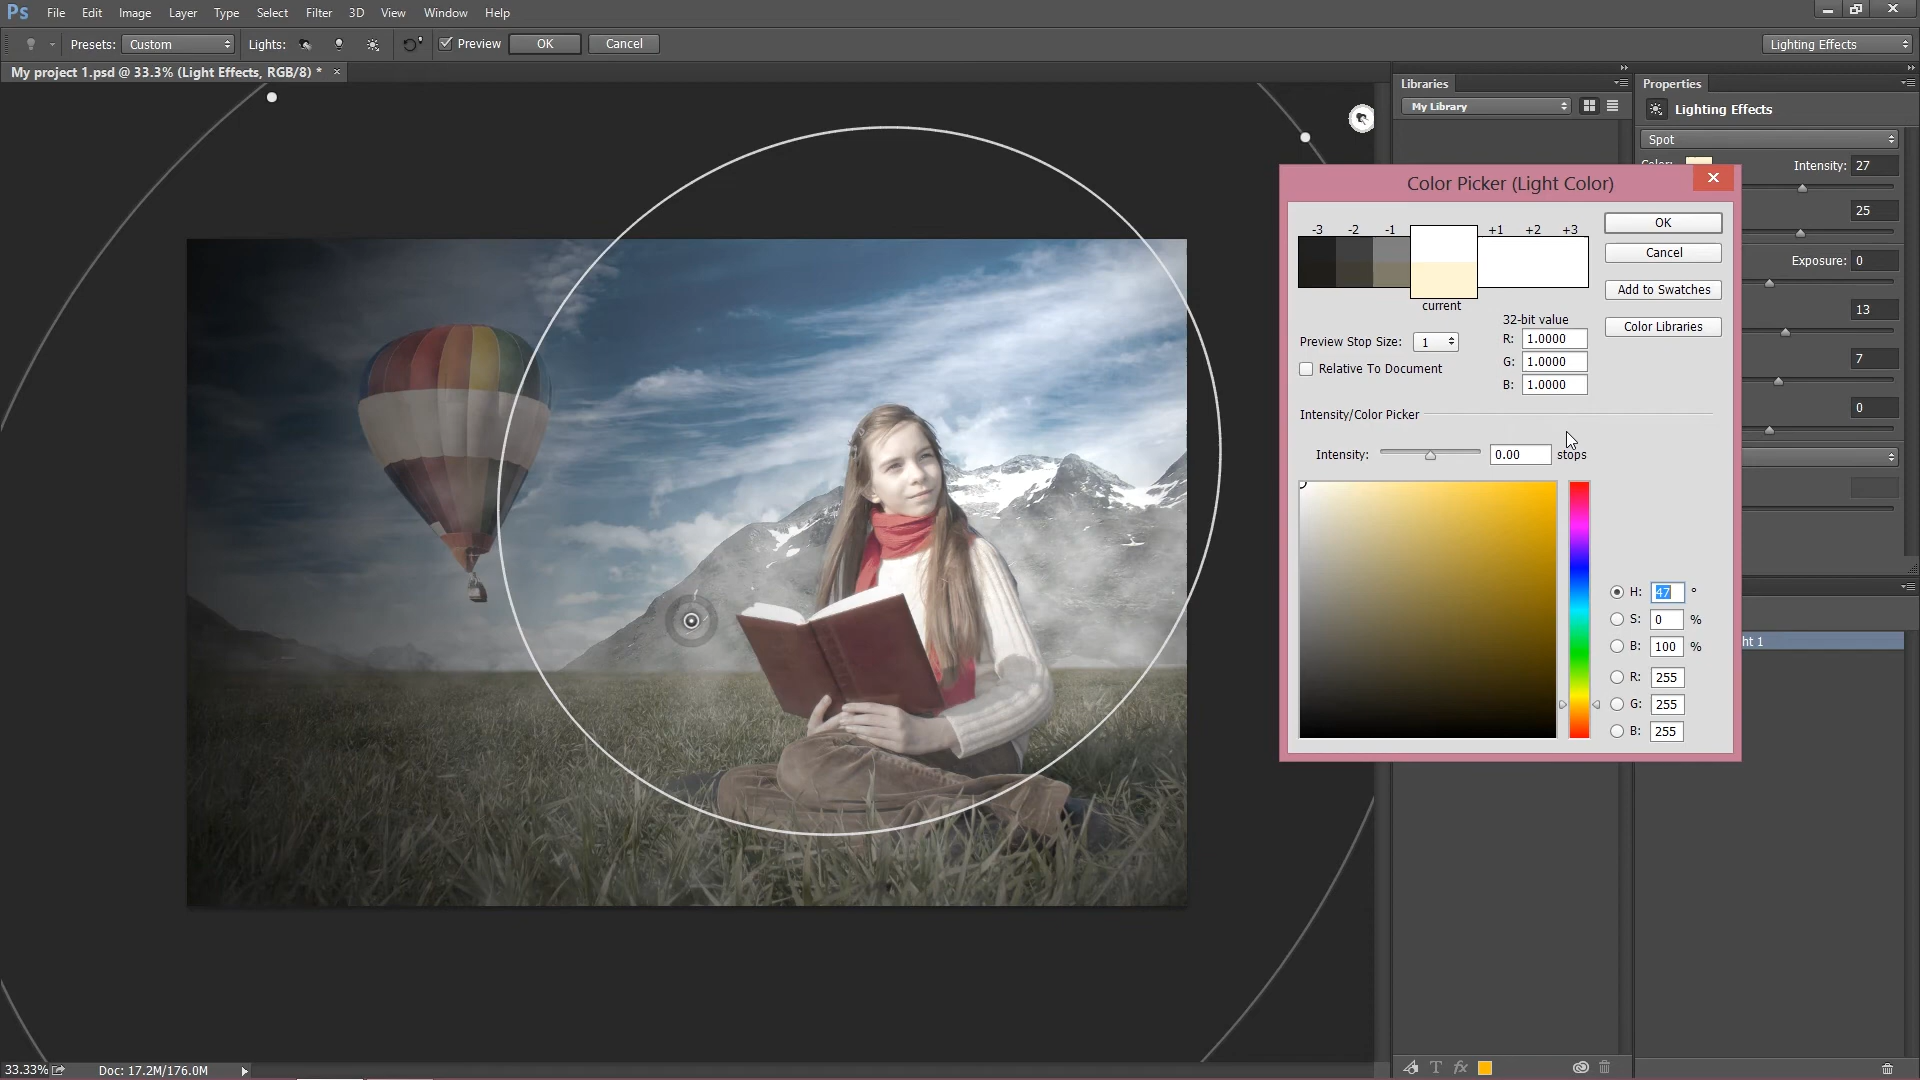 Ps File Edit Image Layer Type Select Filter 3D View Window Help
Presets: Custom Lights: Preview OK Cancel Lighting Effects
My project 1.psd @ 33.3% (Light Effects, RGB/8) * ×
Libraries
My Library
Properties
Lighting Effects
Spot
Intensity: 27
25
Exposure: 0
13
7
0
Color Picker (Light Color)
-3 -2 -1 +1 +2 +3
current
OK
Cancel
Add to Swatches
Color Libraries
32-bit value
Preview Stop Size: 1
R: 1.0000
G: 1.0000
B: 1.0000
Relative To Document
Intensity/Color Picker
Intensity: 0.00 stops
H: 47 °
S: 0 %
B: 100 %
R: 255
G: 255
B: 255
ht 1
33.33% Doc: 17.2M/176.0M
T fx